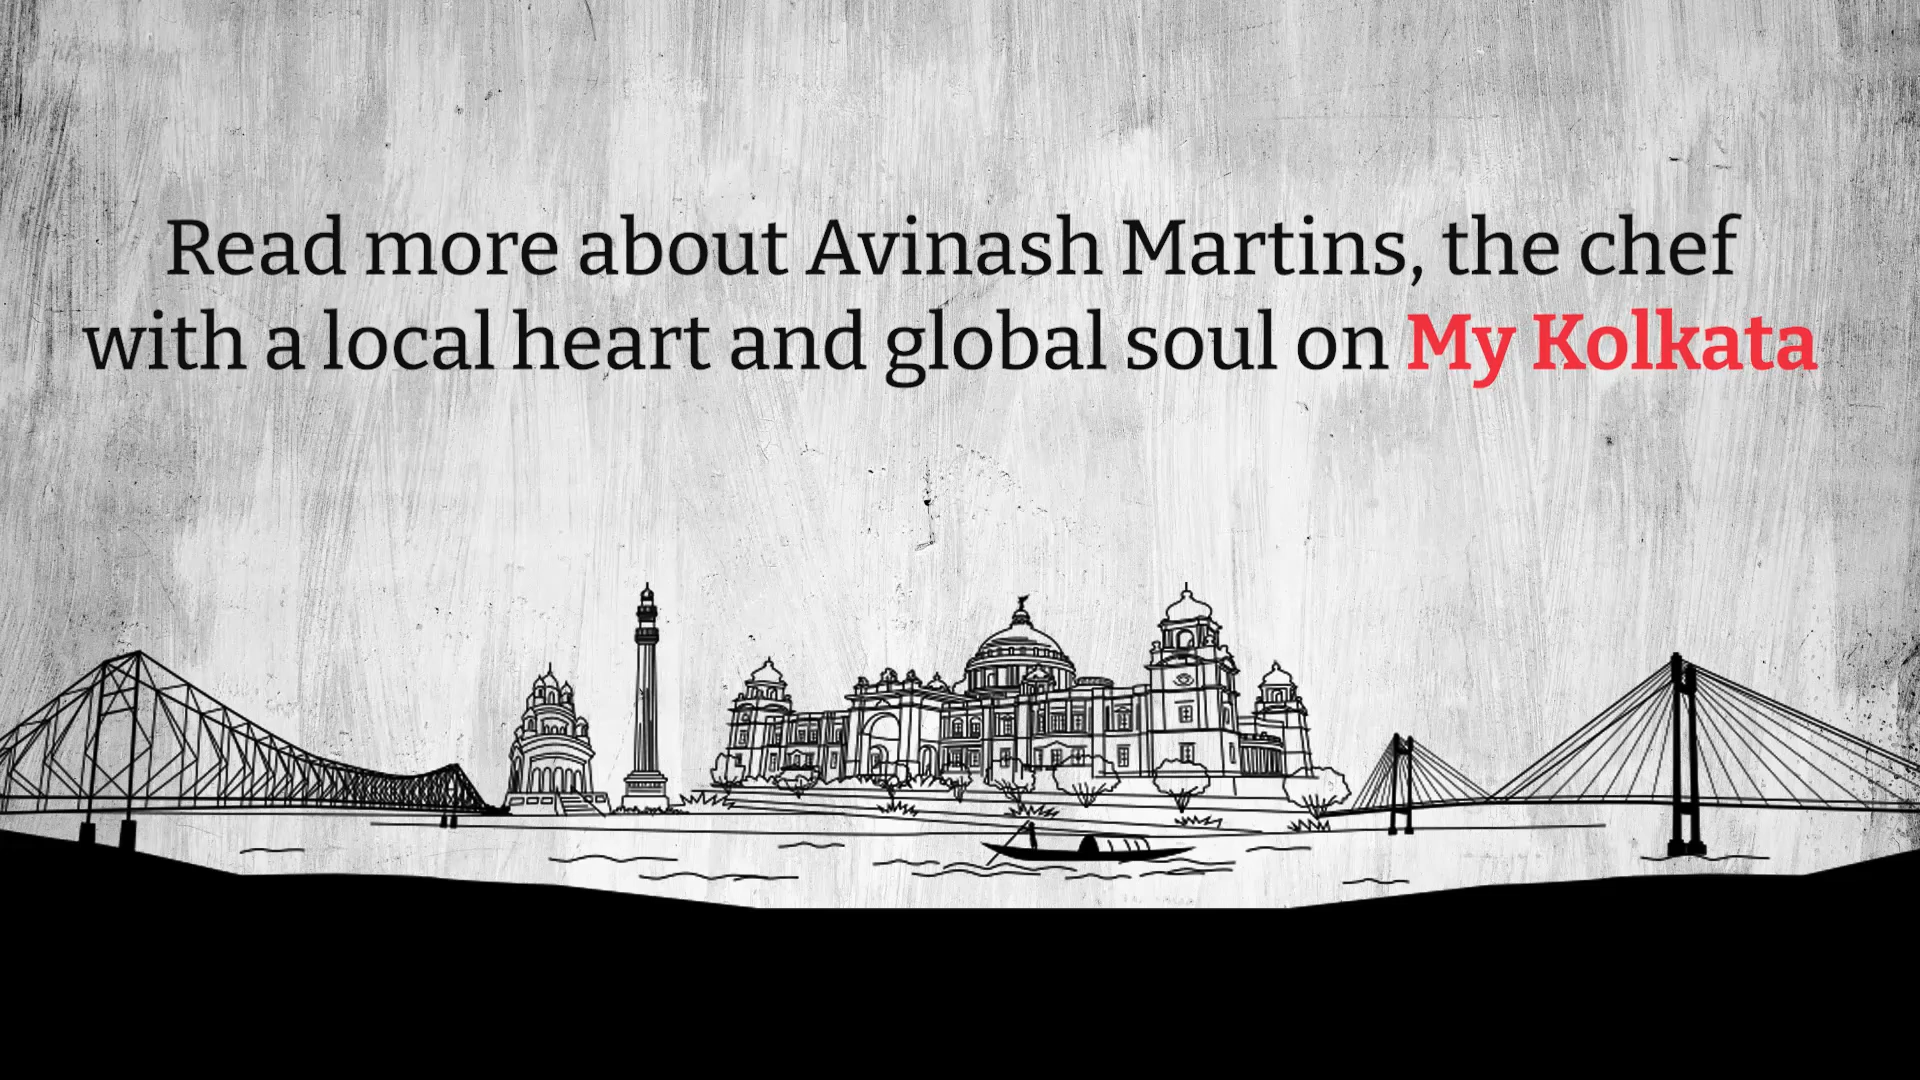 Read more about Avinash Martins, the chef
with a local heart and global soul on My Kolkata